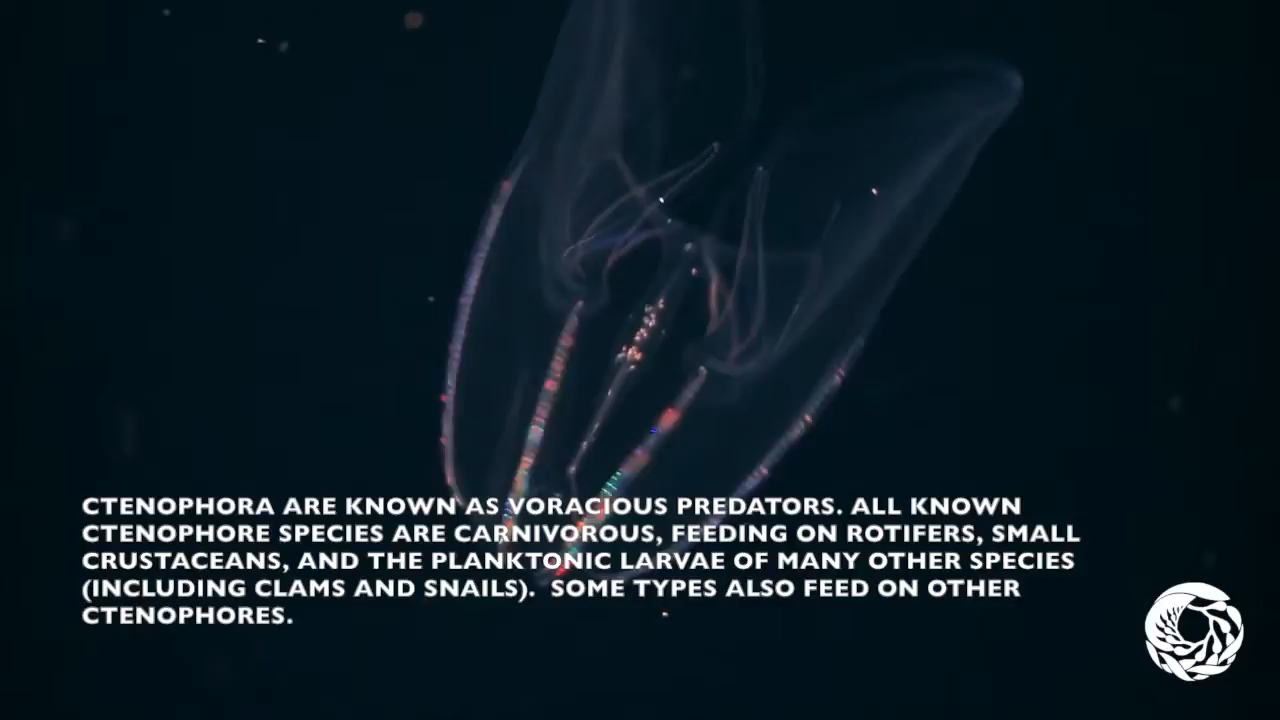 CTENOPHORA ARE KNOWN AS VORACIOUS PREDATORS. ALL KNOWN
CTENOPHORE SPECIES ARE CARNIVOROUS, FEEDING ON ROTIFERS, SMALL
CRUSTACEANS, AND THE PLANKTONIC LARVAE OF MANY OTHER SPECIES
(INCLUDING CLAMS AND SNAILS).  SOME TYPES ALSO FEED ON OTHER
CTENOPHORES.